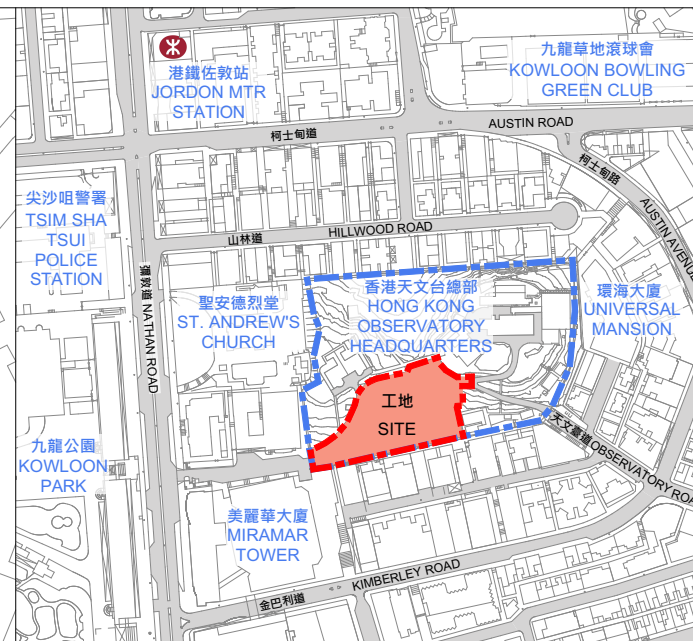 港鐵佐敦站
JORDON MTR
STATION
九龍草地滾球會
KOWLOON BOWLING
GREEN CLUB
AUSTIN ROAD
柯士甸道
柯士甸路
AUSTIN AVENUE
尖沙咀警署
TSIM SHA
TSUI
POLICE
STATION
HILLWOOD ROAD
山林道
彌敦道 NATHAN ROAD
聖安德烈堂
ST. ANDREW'S
CHURCH
香港天文台總部
HONG KONG
OBSERVATORY
HEADQUARTERS
環海大廈
UNIVERSAL
MANSION
工地
SITE
天文臺道 OBSERVATORY ROA
九龍公園
KOWLOON
PARK
美麗華大廈
MIRAMAR
TOWER
KIMBERLEY ROAD
金巴利道